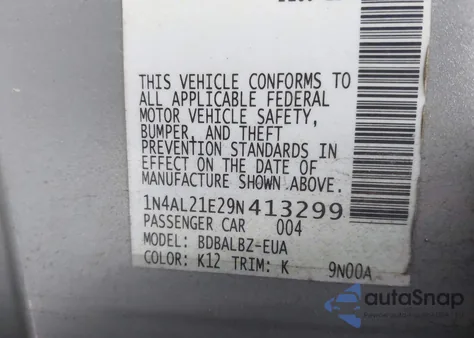 THIS VEHICLE CONFORMS TO
ALL APPLICABLE FEDERAL
MOTOR VEHICLE SAFETY,
BUMPER, AND THEFT
PREVENTION STANDARDS IN
EFFECT ON THE DATE OF
MANUFACTURE SHOWN ABOVE.
1N4AL21E29N413299
PASSENGER CAR 004
MODEL: BDBALBZ-EUA
COLOR: K12 TRIM: K 9N00A
autoSnap